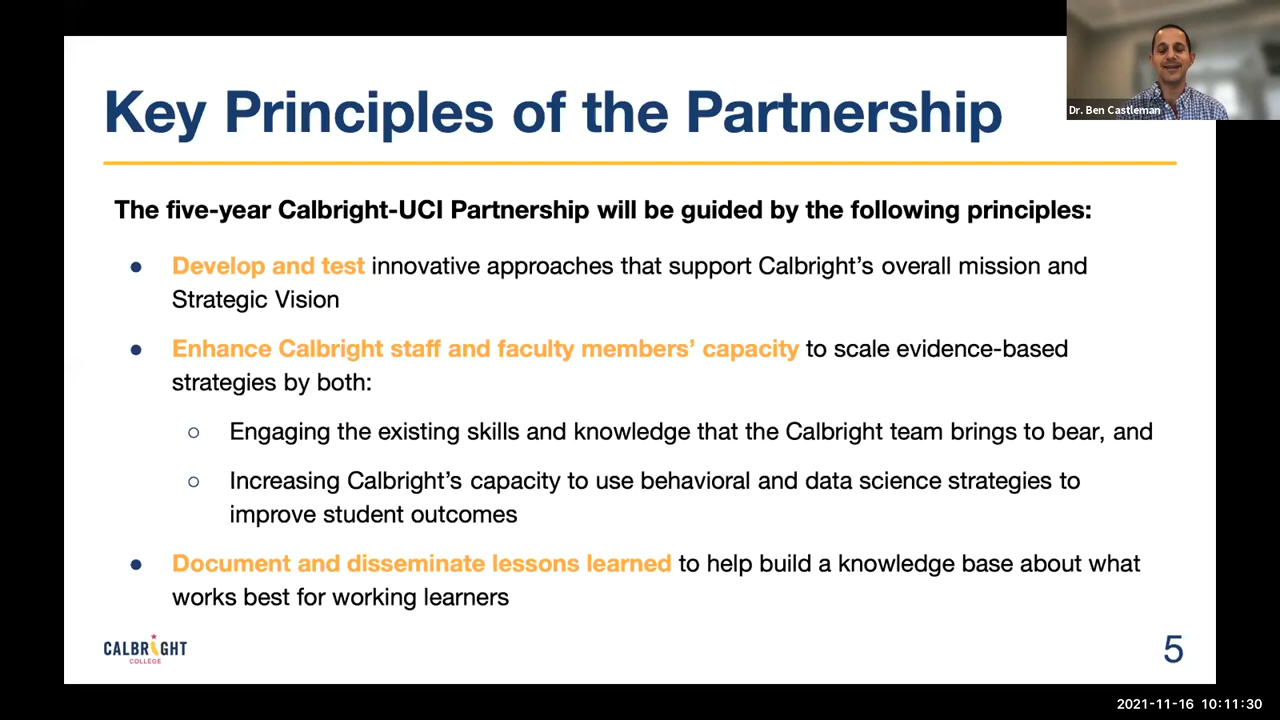 Key Principles of the Partnership
Dr. Ben Castleman
The five-year Calbright-UCI Partnership will be guided by the following principles:
● Develop and test innovative approaches that support Calbright’s overall mission and
Strategic Vision
● Enhance Calbright staff and faculty members’ capacity to scale evidence-based
strategies by both:
○ Engaging the existing skills and knowledge that the Calbright team brings to bear, and
○ Increasing Calbright’s capacity to use behavioral and data science strategies to
improve student outcomes
● Document and disseminate lessons learned to help build a knowledge base about what
works best for working learners
CALBRIGHT
COLLEGE
5
2021-11-16 10:11:30